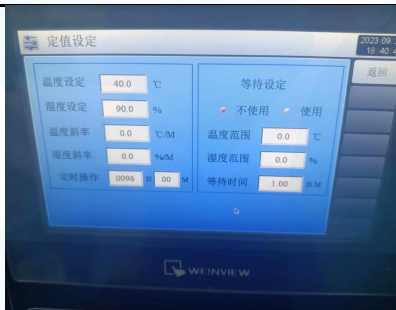 定值设定
2023 09
18:40:4
返回
温度设定 40.0 ℃
湿度设定 90.0 %
温度斜率 0.0 ℃/M
湿度斜率 0.0 %/M
定时操作 0096 H 00 M
等待设定
不使用 使用
温度范围 0.0 ℃
湿度范围 0.0 %
等待时间 1.00 H.M
WE!NVIEW